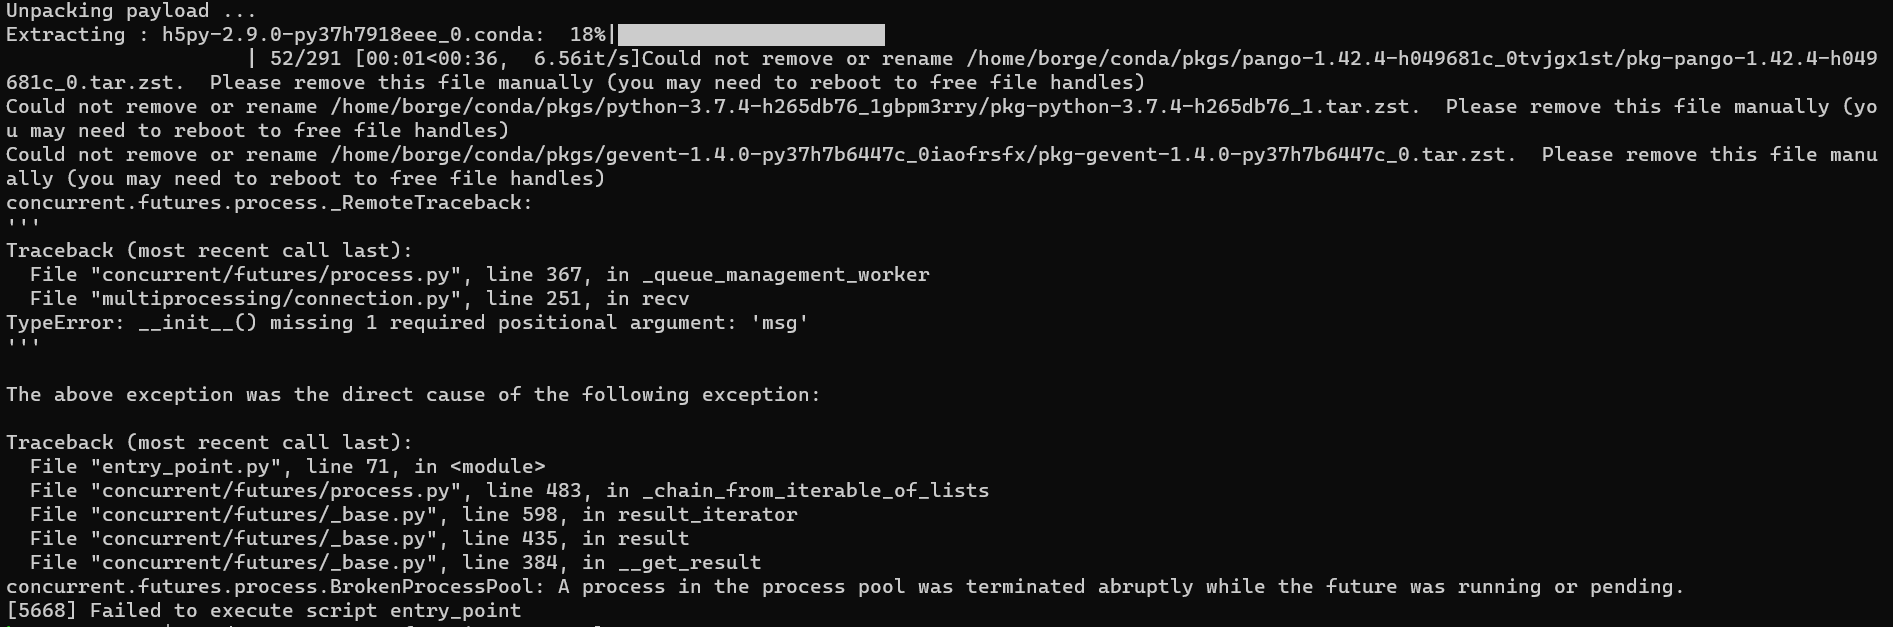 Unpacking payload ...
Extracting : h5py-2.9.0-py37h7918eee_0.conda:  18%|
| 52/291 [00:01<00:36,  6.56it/s]Could not remove or rename /home/borge/conda/pkgs/pango-1.42.4-h049681c_0tvjgx1st/pkg-pango-1.42.4-h049
681c_0.tar.zst.  Please remove this file manually (you may need to reboot to free file handles)
Could not remove or rename /home/borge/conda/pkgs/python-3.7.4-h265db76_1gbpm3rry/pkg-python-3.7.4-h265db76_1.tar.zst.  Please remove this file manually (yo
u may need to reboot to free file handles)
Could not remove or rename /home/borge/conda/pkgs/gevent-1.4.0-py37h7b6447c_0iaofrsfx/pkg-gevent-1.4.0-py37h7b6447c_0.tar.zst.  Please remove this file manu
ally (you may need to reboot to free file handles)
concurrent.futures.process._RemoteTraceback:
'''
Traceback (most recent call last):
  File "concurrent/futures/process.py", line 367, in _queue_management_worker
  File "multiprocessing/connection.py", line 251, in recv
TypeError: __init__() missing 1 required positional argument: 'msg'
'''

The above exception was the direct cause of the following exception:

Traceback (most recent call last):
  File "entry_point.py", line 71, in <module>
  File "concurrent/futures/process.py", line 483, in _chain_from_iterable_of_lists
  File "concurrent/futures/_base.py", line 598, in result_iterator
  File "concurrent/futures/_base.py", line 435, in result
  File "concurrent/futures/_base.py", line 384, in __get_result
concurrent.futures.process.BrokenProcessPool: A process in the process pool was terminated abruptly while the future was running or pending.
[5668] Failed to execute script entry_point